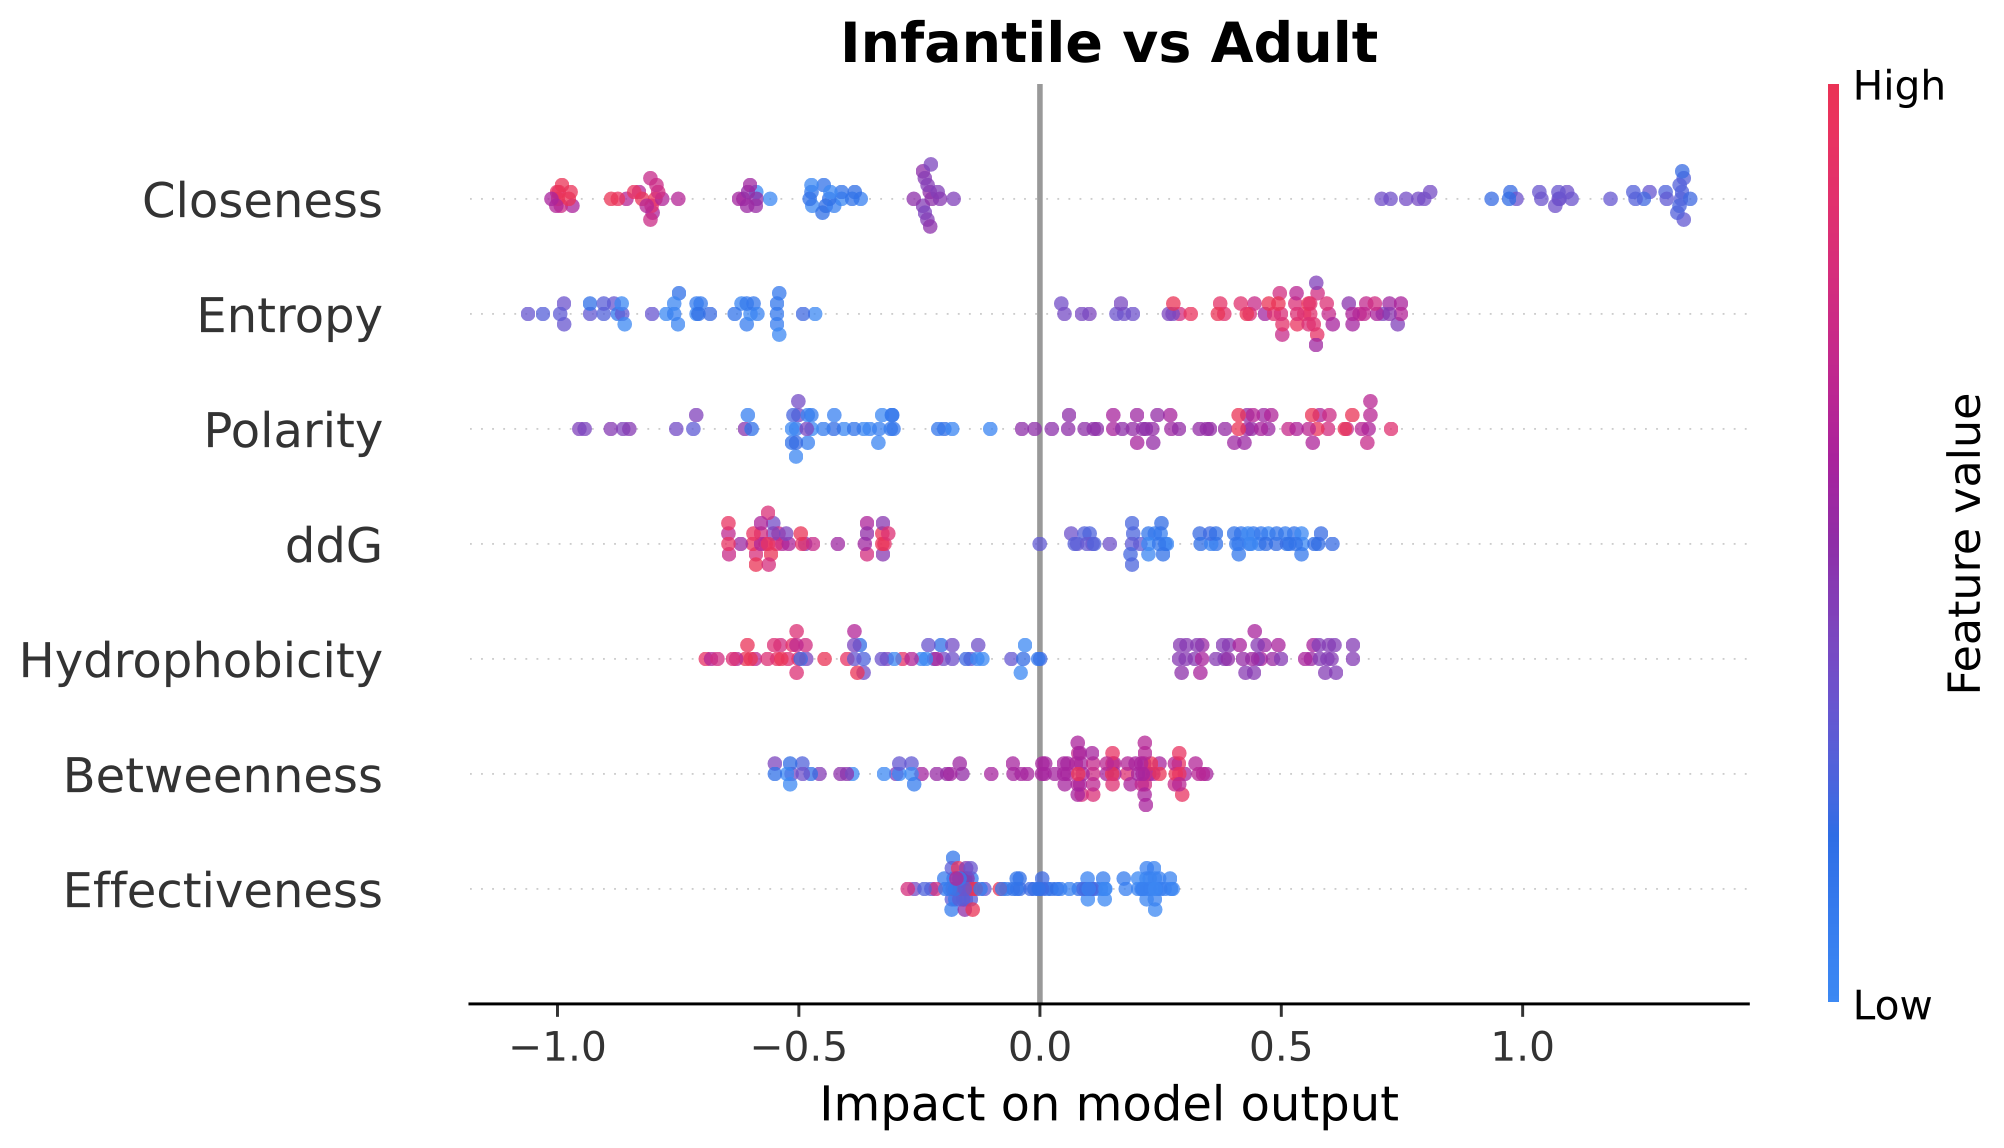 Infantile vs Adult
High
Closeness
Entropy
Polarity
ddG
Hydrophobicity
Betweenness
Effectiveness
Feature value
Low
−1.0 −0.5 0.0 0.5 1.0
Impact on model output